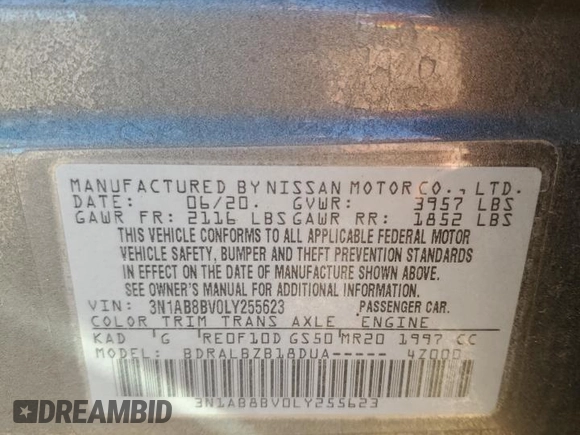 MANUFACTURED BY NISSAN MOTOR CO., LTD.
DATE: 06/20. GVWR: 3957 LBS
GAWR FR: 2116 LBS GAWR RR: 1852 LBS
THIS VEHICLE CONFORMS TO ALL APPLICABLE FEDERAL MOTOR
VEHICLE SAFETY, BUMPER AND THEFT PREVENTION STANDARDS
IN EFFECT ON THE DATE OF MANUFACTURE SHOWN ABOVE.
SEE OWNER'S MANUAL FOR ADDITIONAL INFORMATION.
VIN: 3N1AB8BV0LY255623 PASSENGER CAR.
COLOR TRIM TRANS AXLE ENGINE
KAD G RE0F10D GS50 MR20 1997 CC
MODEL: BDRALBZB18DUA----- 47000
3N1AB8BV0LY255623
DREAMBID